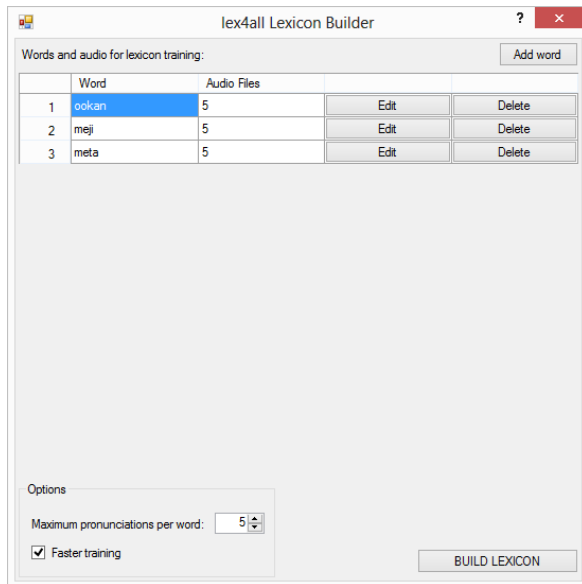 lex4all Lexicon Builder ?
Words and audio for lexicon training: Add word
Word Audio Files
1 ookan 5 Edit Delete
2 meji 5 Edit Delete
3 meta 5 Edit Delete
Options
Maximum pronunciations per word: 5
Faster training
BUILD LEXICON